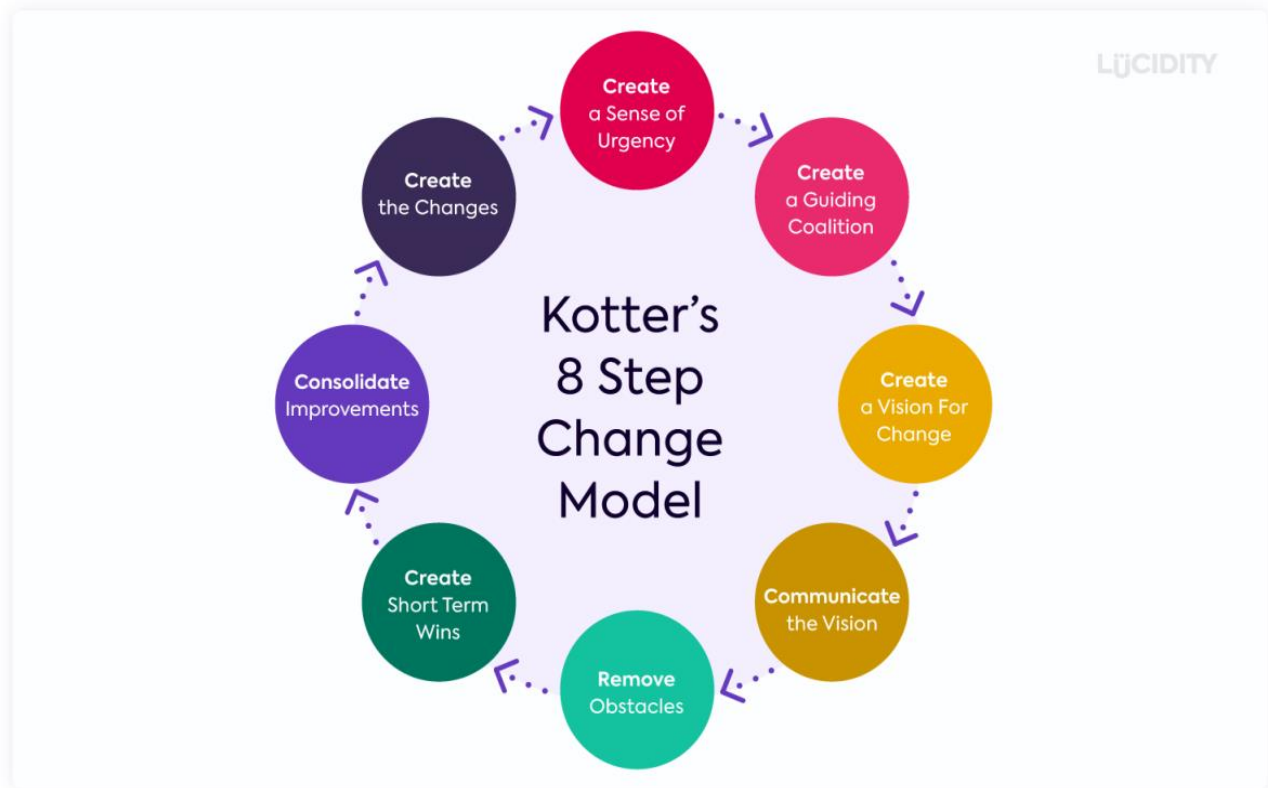 LÜCIDITY
Create
a Sense of
Urgency
Create
a Guiding
Coalition
Create
a Vision For
Change
Communicate
the Vision
Remove
Obstacles
Create
Short Term
Wins
Consolidate
Improvements
Create
the Changes
Kotter’s
8 Step
Change
Model